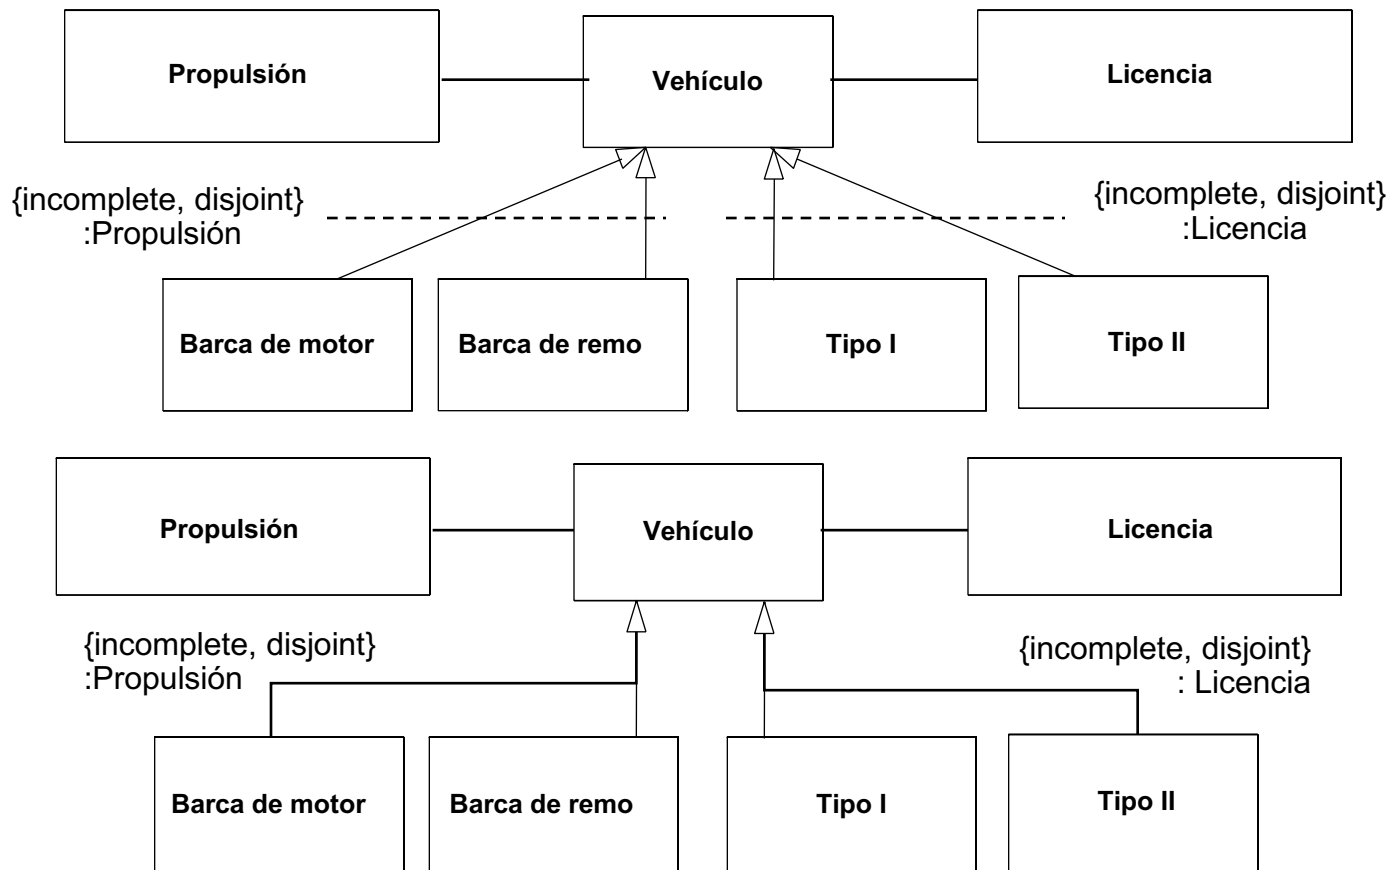 Propulsión
Vehículo
Licencia
{incomplete, disjoint}
:Propulsión
{incomplete, disjoint}
:Licencia
Barca de motor
Barca de remo
Tipo I
Tipo II
Propulsión
Vehículo
Licencia
{incomplete, disjoint}
:Propulsión
{incomplete, disjoint}
: Licencia
Barca de motor
Barca de remo
Tipo I
Tipo II